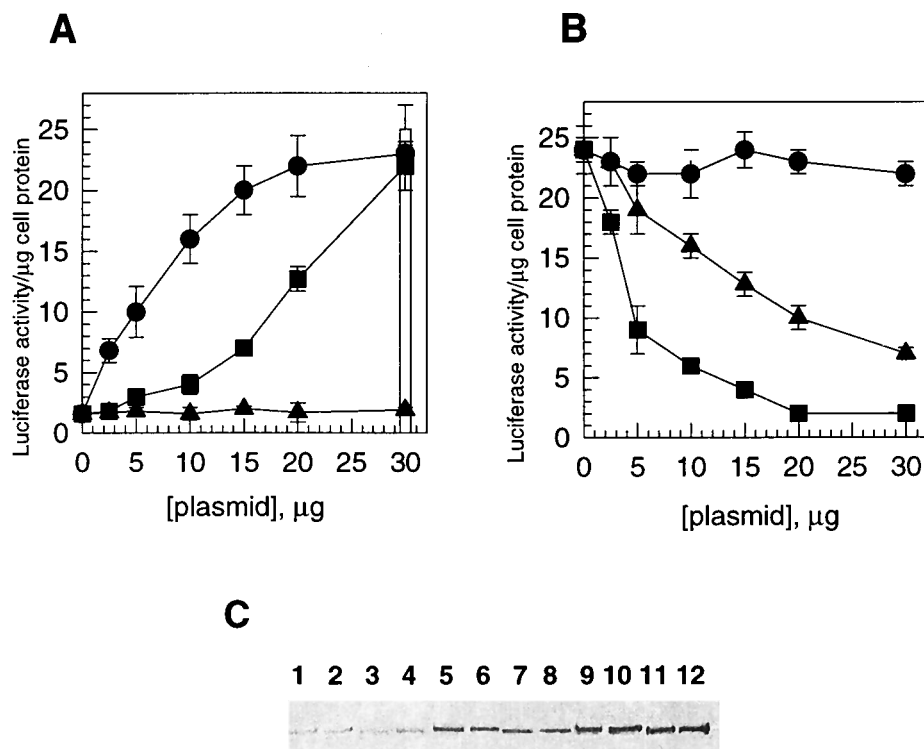 A
B
Luciferase activity/μg cell protein
25
20
15
10
5
0
0 5 10 15 20 25 30
[plasmid], μg
Luciferase activity/μg cell protein
25
20
15
10
5
0
0 5 10 15 20 25 30
[plasmid], μg
C
1 2 3 4 5 6 7 8 9 10 11 12